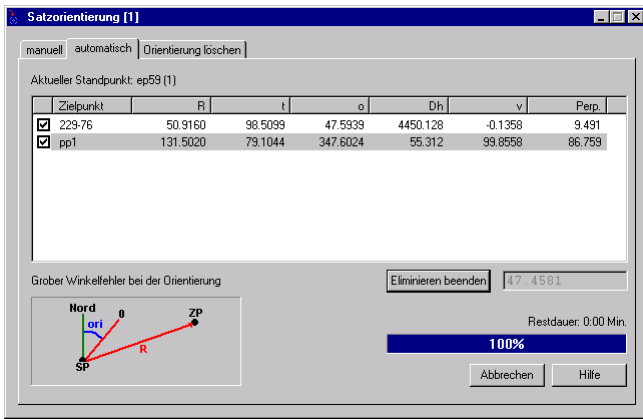 Satzorientierung [1]
manuell automatisch Orientierung löschen
Aktueller Standpunkt: ep59 (1)
Zielpunkt R t o Dh v Perp.
229-76 50.9160 98.5099 47.5939 4450.128 -0.1358 9.491
pp1 131.5020 79.1044 347.6024 55.312 99.8558 86.759
Grober Winkelfehler bei der Orientierung
Eliminieren beenden 47.4581
Nord 0 ZP
ori
R
SP
Restdauer: 0:00 Min.
100%
Abbrechen Hilfe